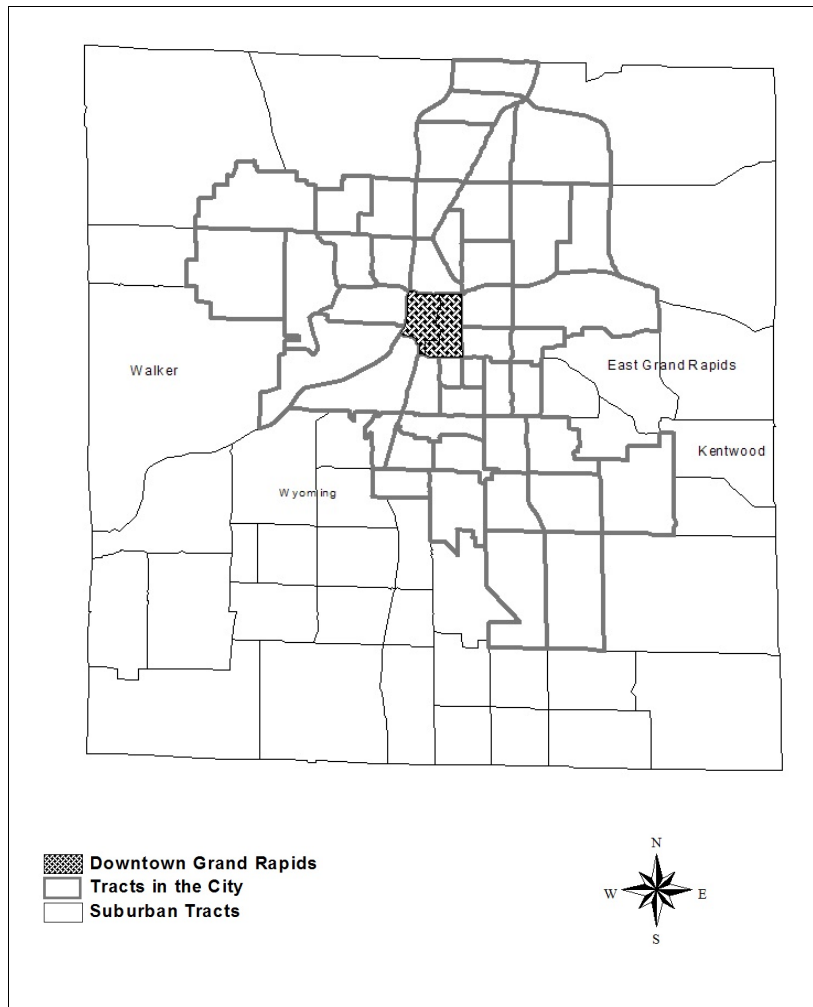 Walker
East Grand Rapids
Kentwood
Wyoming
Downtown Grand Rapids
Tracts in the City
Suburban Tracts
N
W E
S